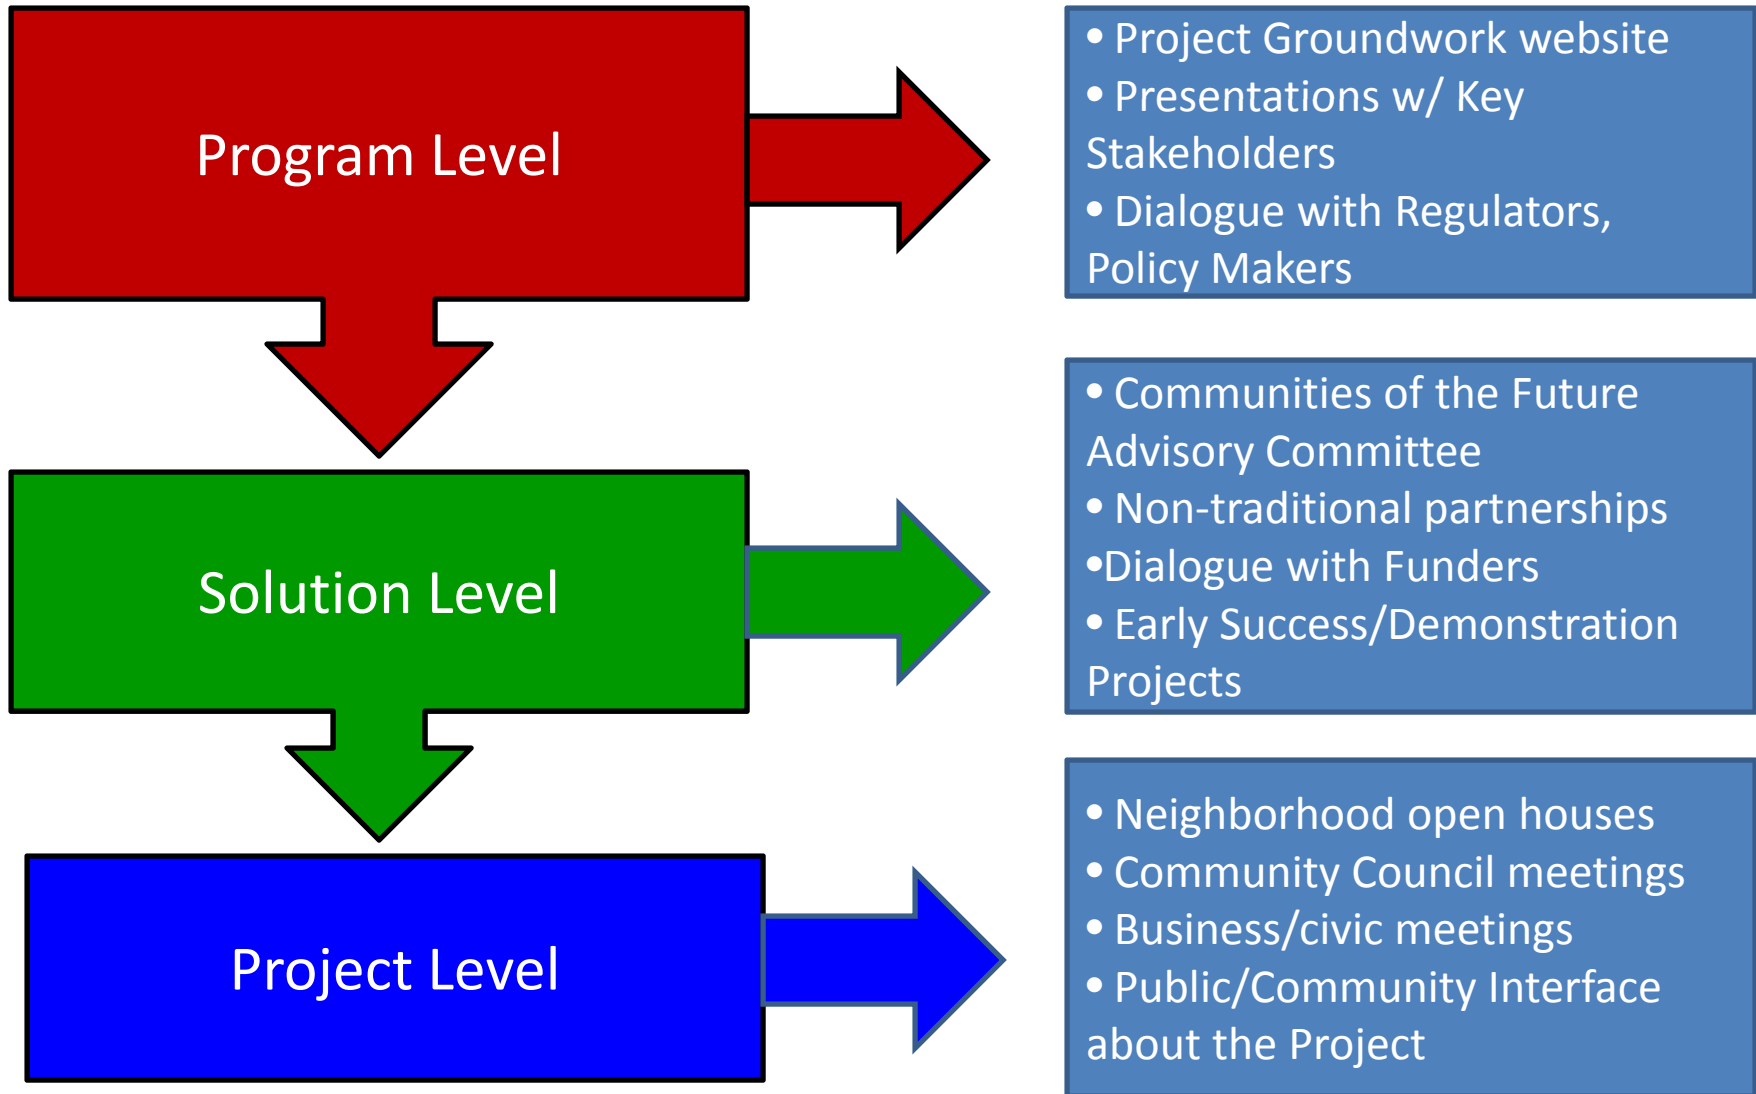 Program Level
• Project Groundwork website
• Presentations w/ Key
Stakeholders
• Dialogue with Regulators,
Policy Makers
Solution Level
• Communities of the Future
Advisory Committee
• Non-traditional partnerships
•Dialogue with Funders
• Early Success/Demonstration
Projects
Project Level
• Neighborhood open houses
• Community Council meetings
• Business/civic meetings
• Public/Community Interface
about the Project